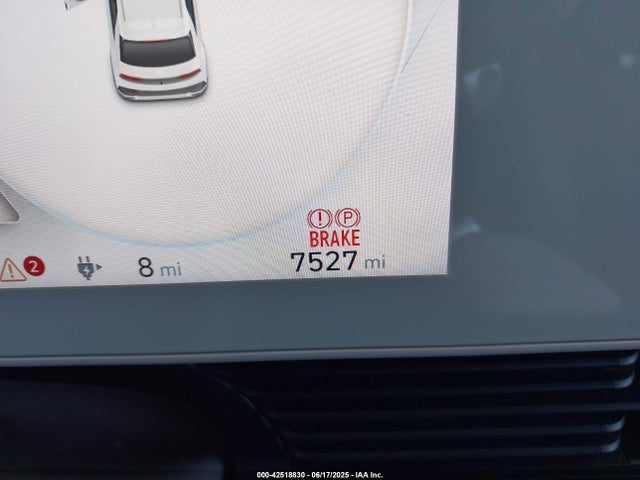 P
BRAKE
2 8 mi 7527 mi
000-42518830 - 06/17/2025 - IAA Inc.